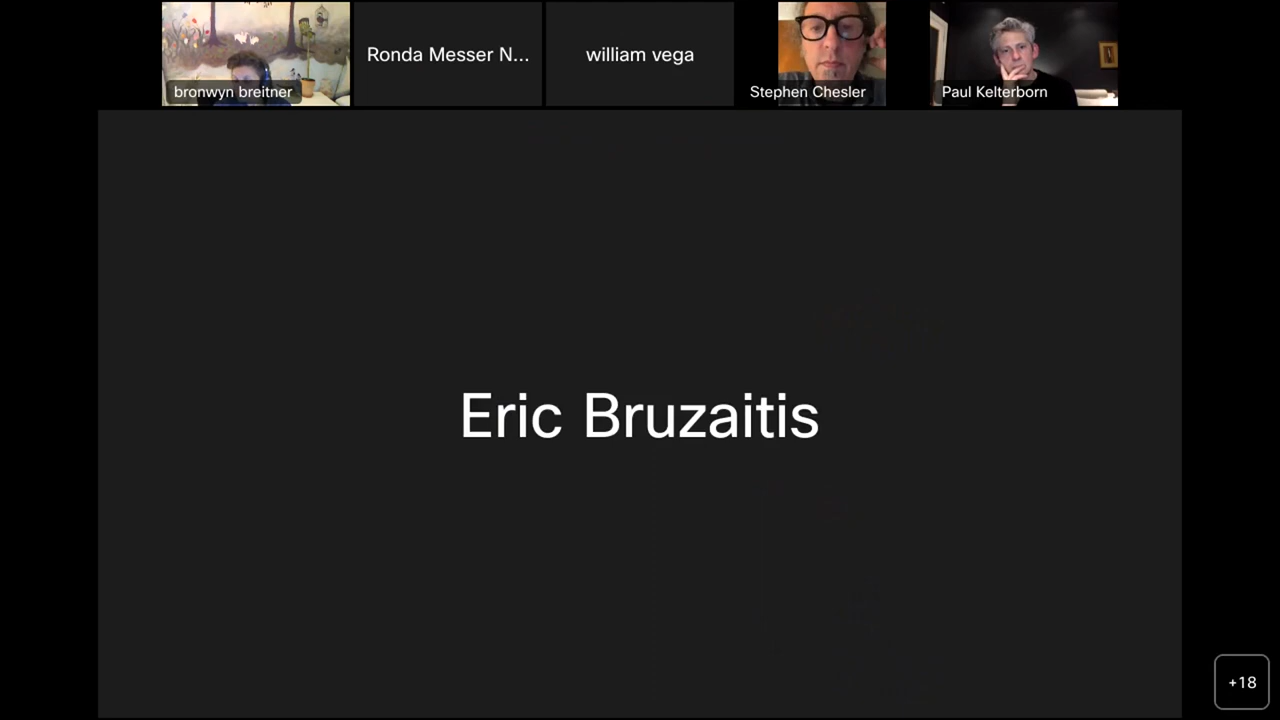 bronwyn breitner
Ronda Messer N...
william vega
Stephen Chesler
Paul Kelterborn
Eric Bruzaitis
+18